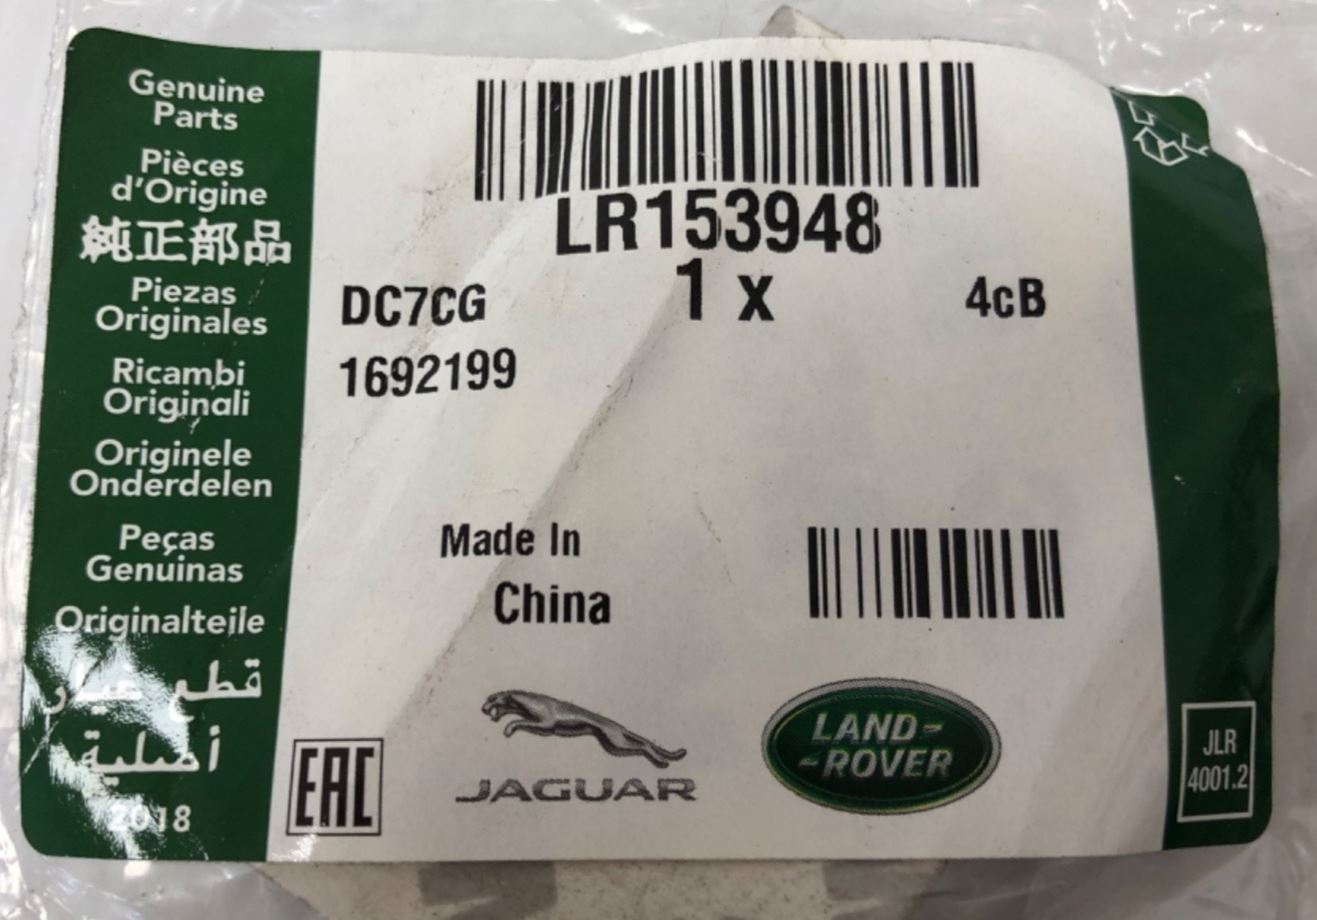 Genuine
Parts
Pièces
d'Origine
純正部品
Piezas
Originales
Ricambi
Originali
Originele
Onderdelen
Peças
Genuinas
Originalteile
قطع غيار
أصلية
2018
LR153948
DC7CG
1 x
4cB
1692199
Made In
China
EAC
JAGUAR
LAND-
-ROVER
JLR
4001.2